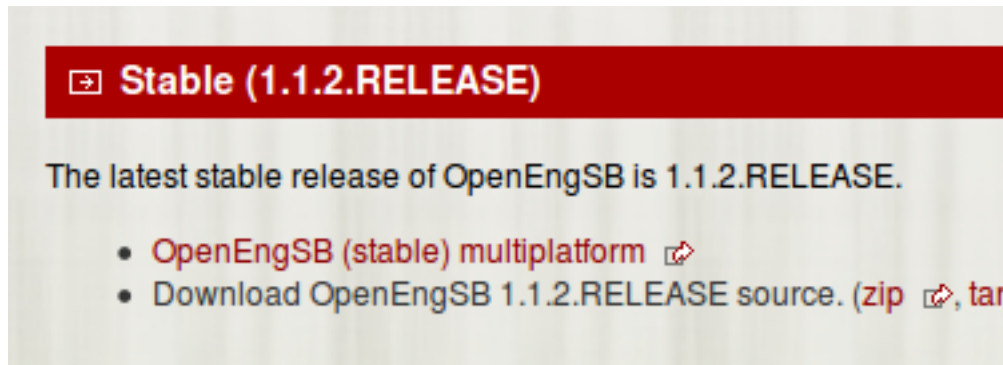 Stable (1.1.2.RELEASE)
The latest stable release of OpenEngSB is 1.1.2.RELEASE.
OpenEngSB (stable) multiplatform
Download OpenEngSB 1.1.2.RELEASE source. (zip , tar